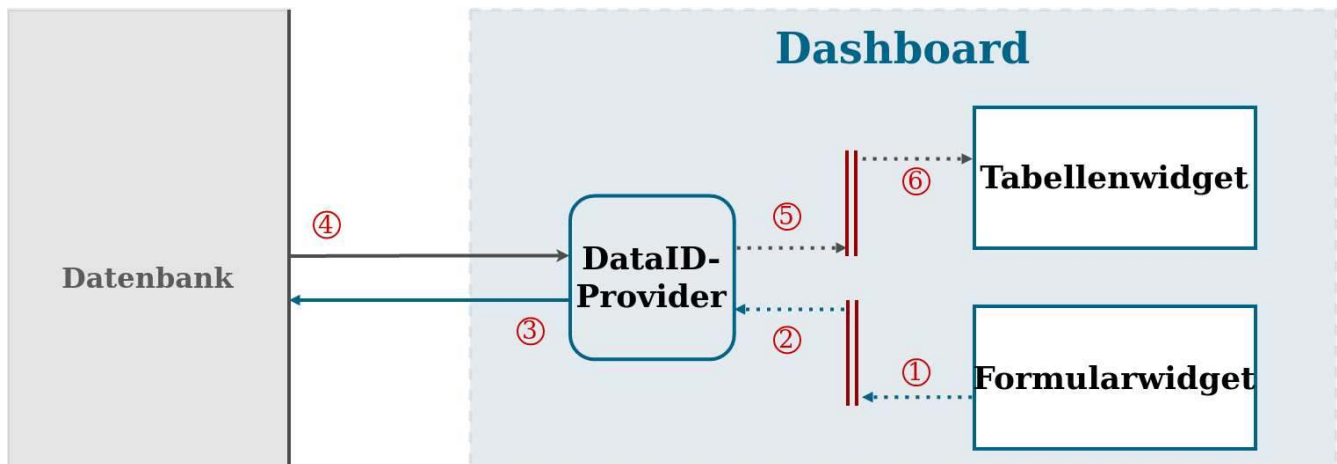 Dashboard
Tabellenwidget
⑥
⑤
④
DataID-
Provider
Datenbank
③
②
①
Formularwidget